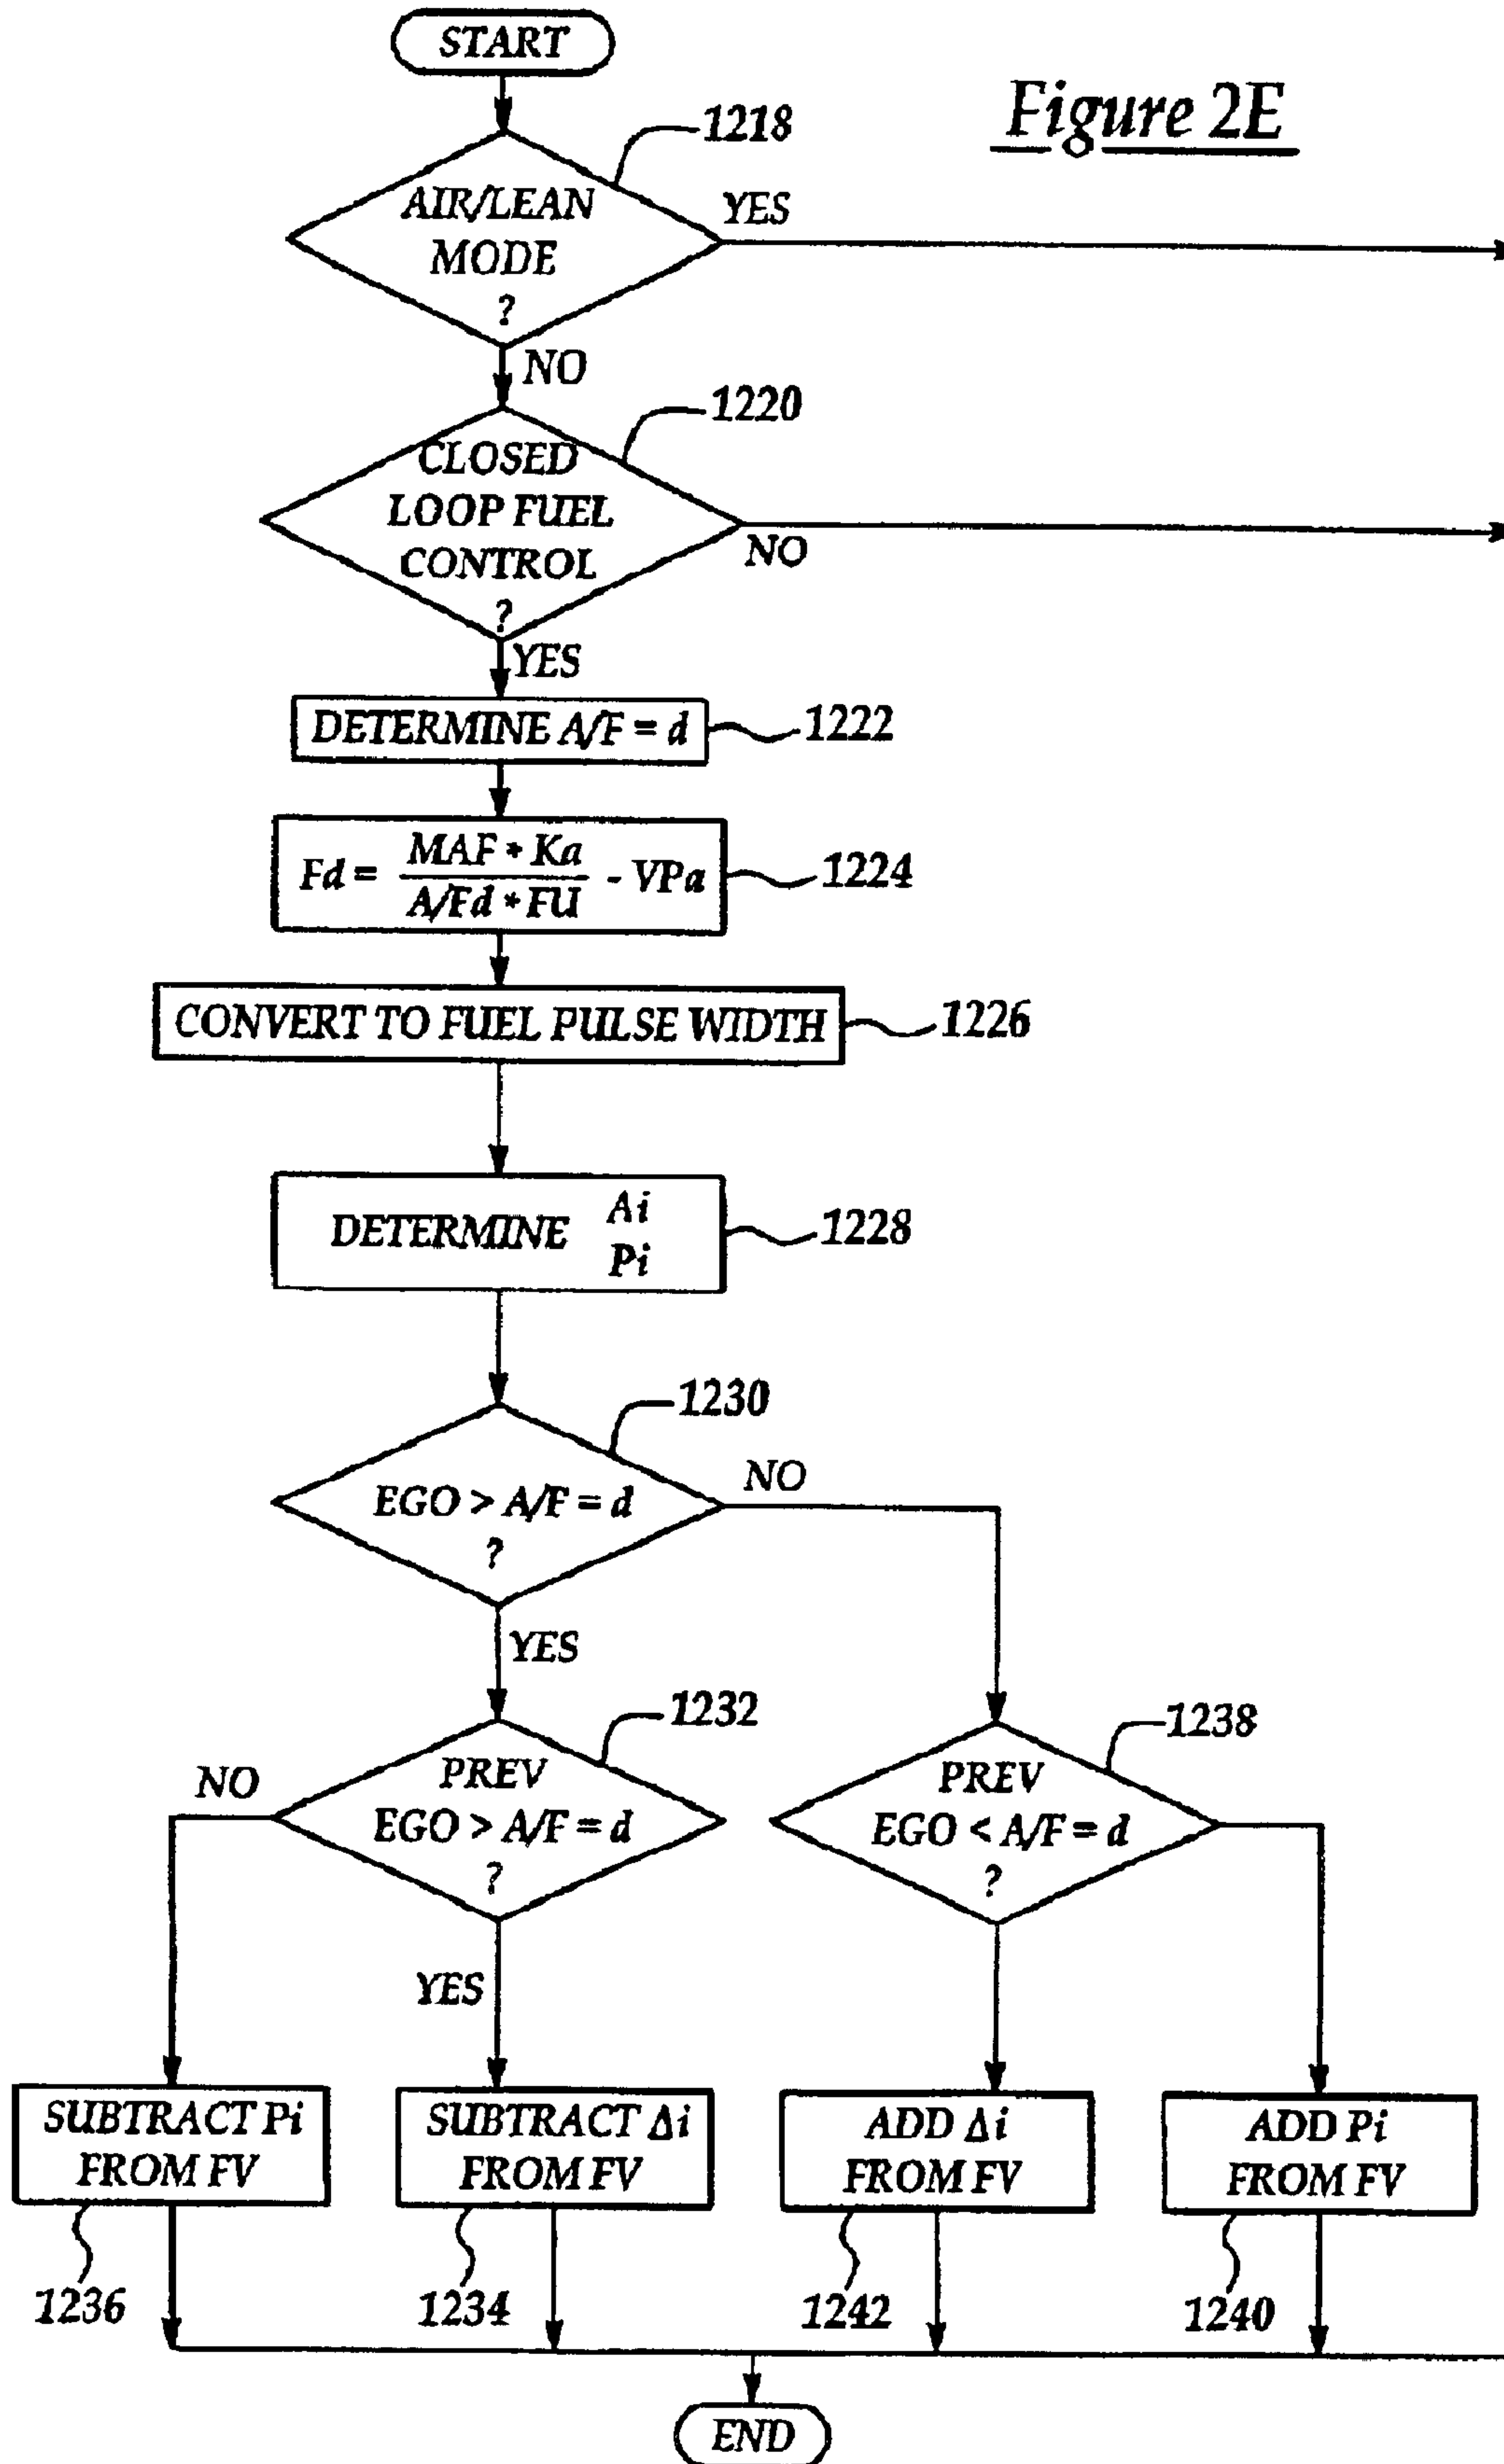 START
Figure 2E
1218
AIR/LEAN
MODE
?
YES
NO
1220
CLOSED
LOOP FUEL
CONTROL
?
NO
YES
DETERMINE A/F = d
1222
Fd = MAF * Ka / A/Fd * FU - VPa
1224
CONVERT TO FUEL PULSE WIDTH
1226
DETERMINE Ai
Pi
1228
1230
EGO > A/F = d
?
NO
YES
1232
PREV
EGO > A/F = d
?
NO
YES
1238
PREV
EGO < A/F = d
?
SUBTRACT Pi
FROM FV
SUBTRACT Δi
FROM FV
ADD Δi
FROM FV
ADD Pi
FROM FV
1236
1234
1242
1240
END